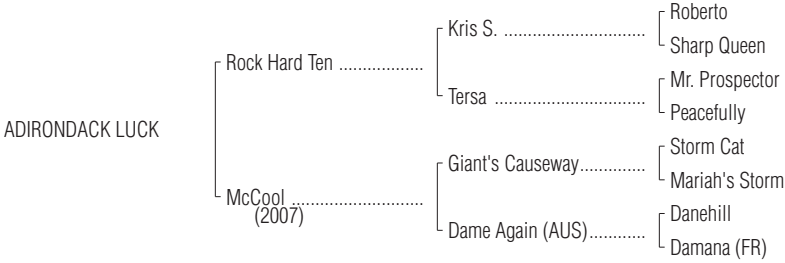 Roberto
Kris S. ..............................
Sharp Queen
Rock Hard Ten ..................
Mr. Prospector
Tersa ................................
Peacefully
ADIRONDACK LUCK
Storm Cat
Giant's Causeway..............
Mariah's Storm
McCool ............................
(2007)
Danehill
Dame Again (AUS)............
Damana (FR)